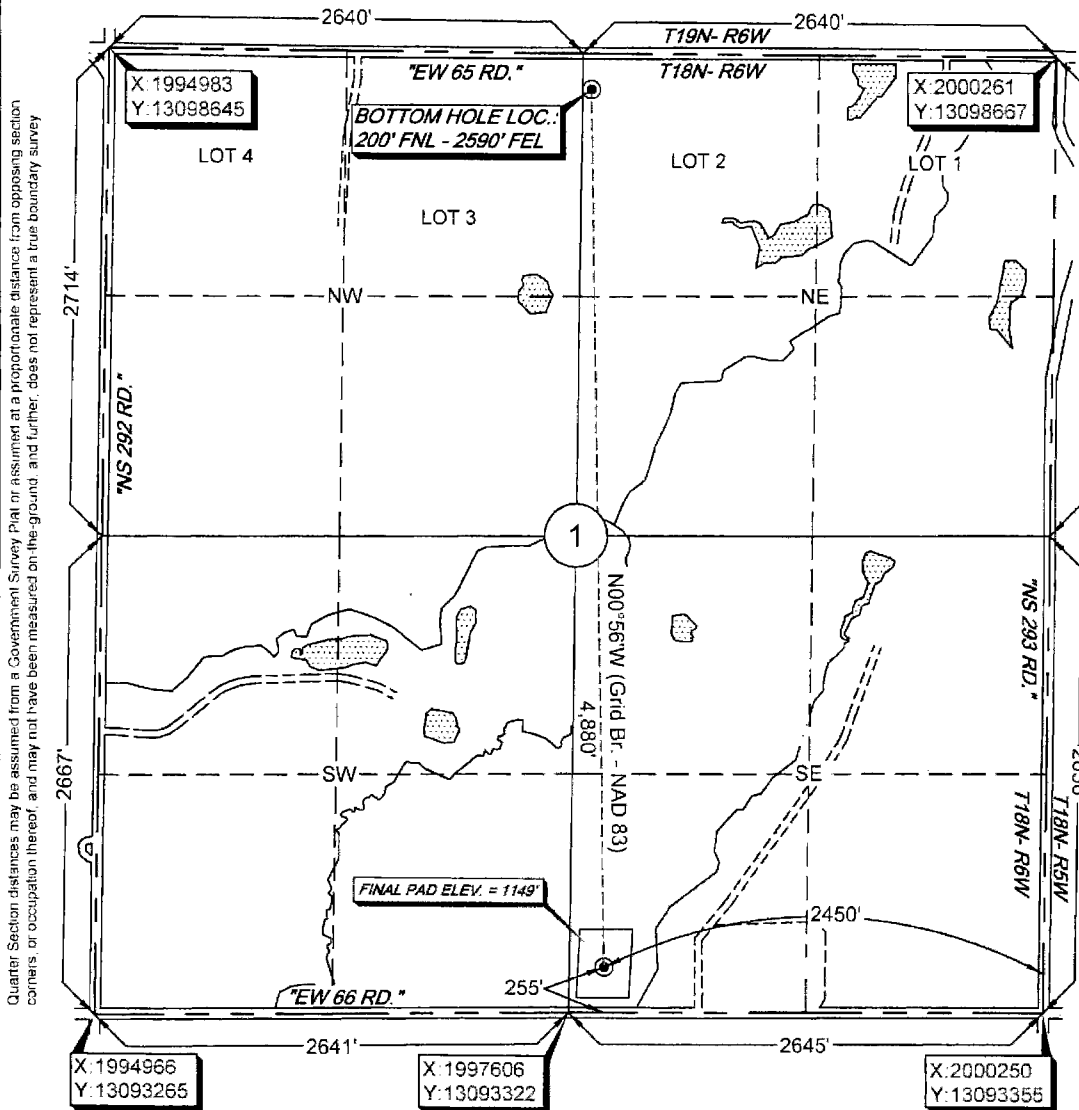 2640'
2640'
T19N- R6W
"EW 65 RD."
T18N- R6W
X:1994983
Y:13098645
X:2000261
Y:13098667
BOTTOM HOLE LOC.:
200' FNL - 2590' FEL
LOT 4
LOT 2
LOT 1
LOT 3
2714'
NW
NE
"NS 292 RD."
Quarter Section distances may be assumed from a Government Survey Plat or assumed at a proportionate distance from opposing section
corners, or occupation thereof, and may not have been measured on-the-ground, and further, does not represent a true boundary survey
1
N00°56'W (Grid Br. - NAD 83)
4,880'
"NS 293 RD."
2667'
SW
SE
T18N- R6W
T18N- R5W
FINAL PAD ELEV. = 1149'
2450'
255'
"EW 66 RD."
2641'
2645'
X:1994966
Y:13093265
X:1997606
Y:13093322
X:2000250
Y:13093355